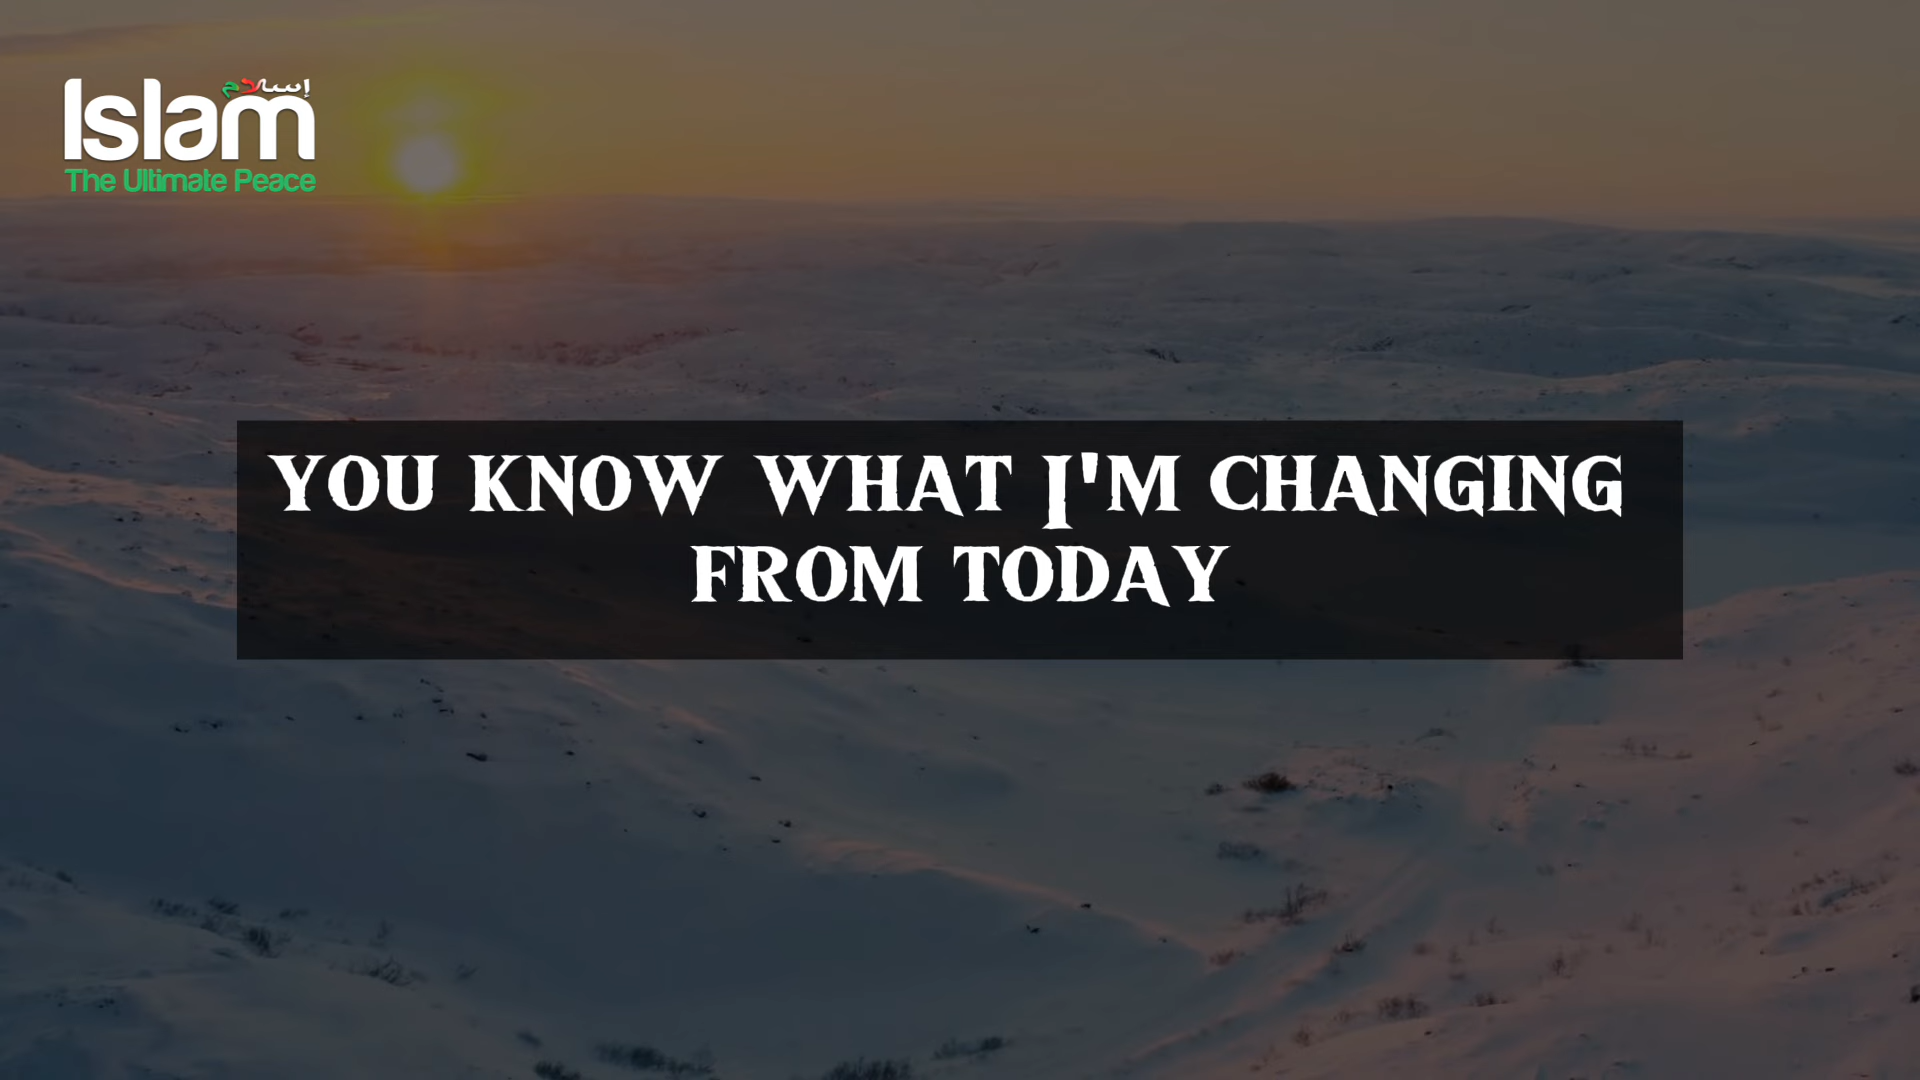 إسلام
Islam
The Ultimate Peace
YOU KNOW WHAT I'M CHANGING
FROM TODAY